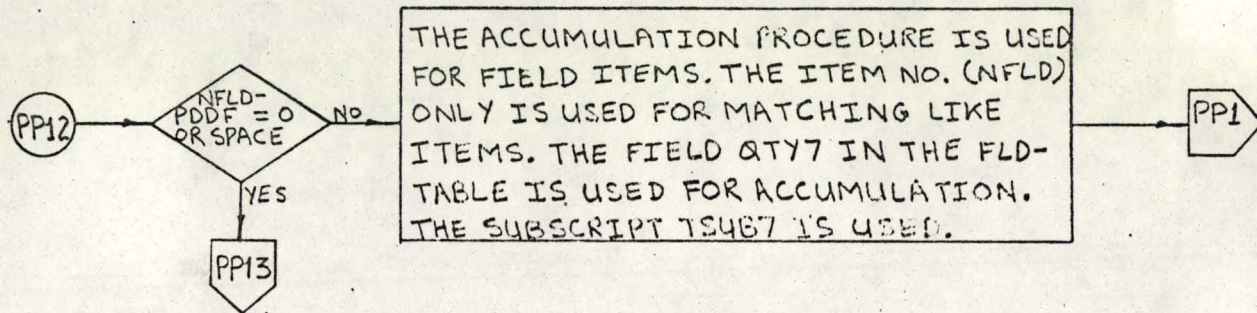 PP12
NFLD-
PDDF = 0
OR SPACE
NO
YES
PP13
THE ACCUMULATION PROCEDURE IS USED
FOR FIELD ITEMS. THE ITEM NO. (NFLD)
ONLY IS USED FOR MATCHING LIKE
ITEMS. THE FIELD QTY7 IN THE FLD-
TABLE IS USED FOR ACCUMULATION.
THE SUBSCRIPT TSUB7 IS USED.
PP1